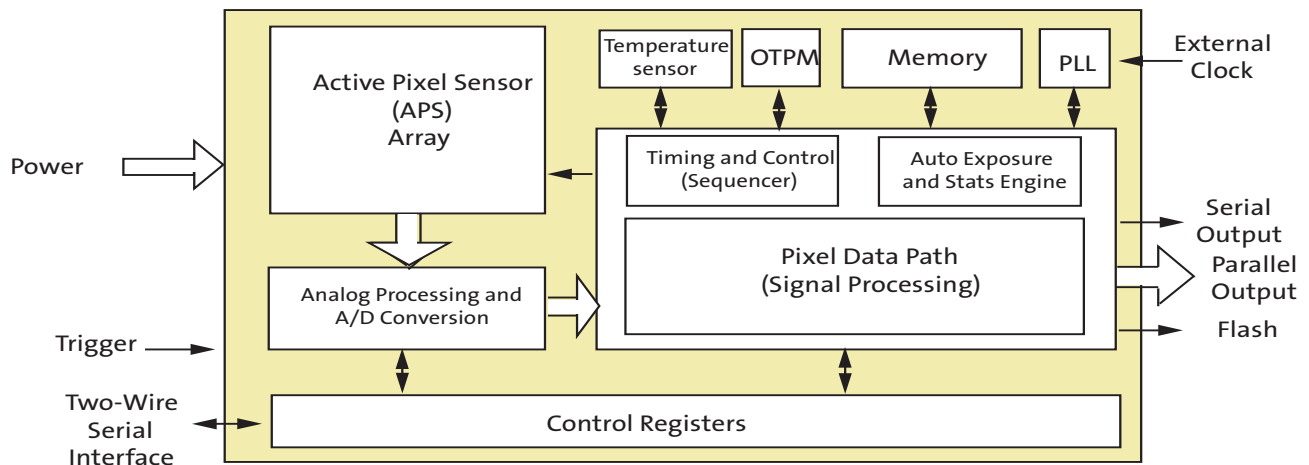 Active Pixel Sensor
(APS)
Array
Temperature
sensor
OTPM
Memory
PLL
External
Clock
Power
Timing and Control
(Sequencer)
Auto Exposure
and Stats Engine
Serial
Output
Pixel Data Path
(Signal Processing)
Parallel
Output
Analog Processing and
A/D Conversion
Flash
Trigger
Two-Wire
Serial
Interface
Control Registers